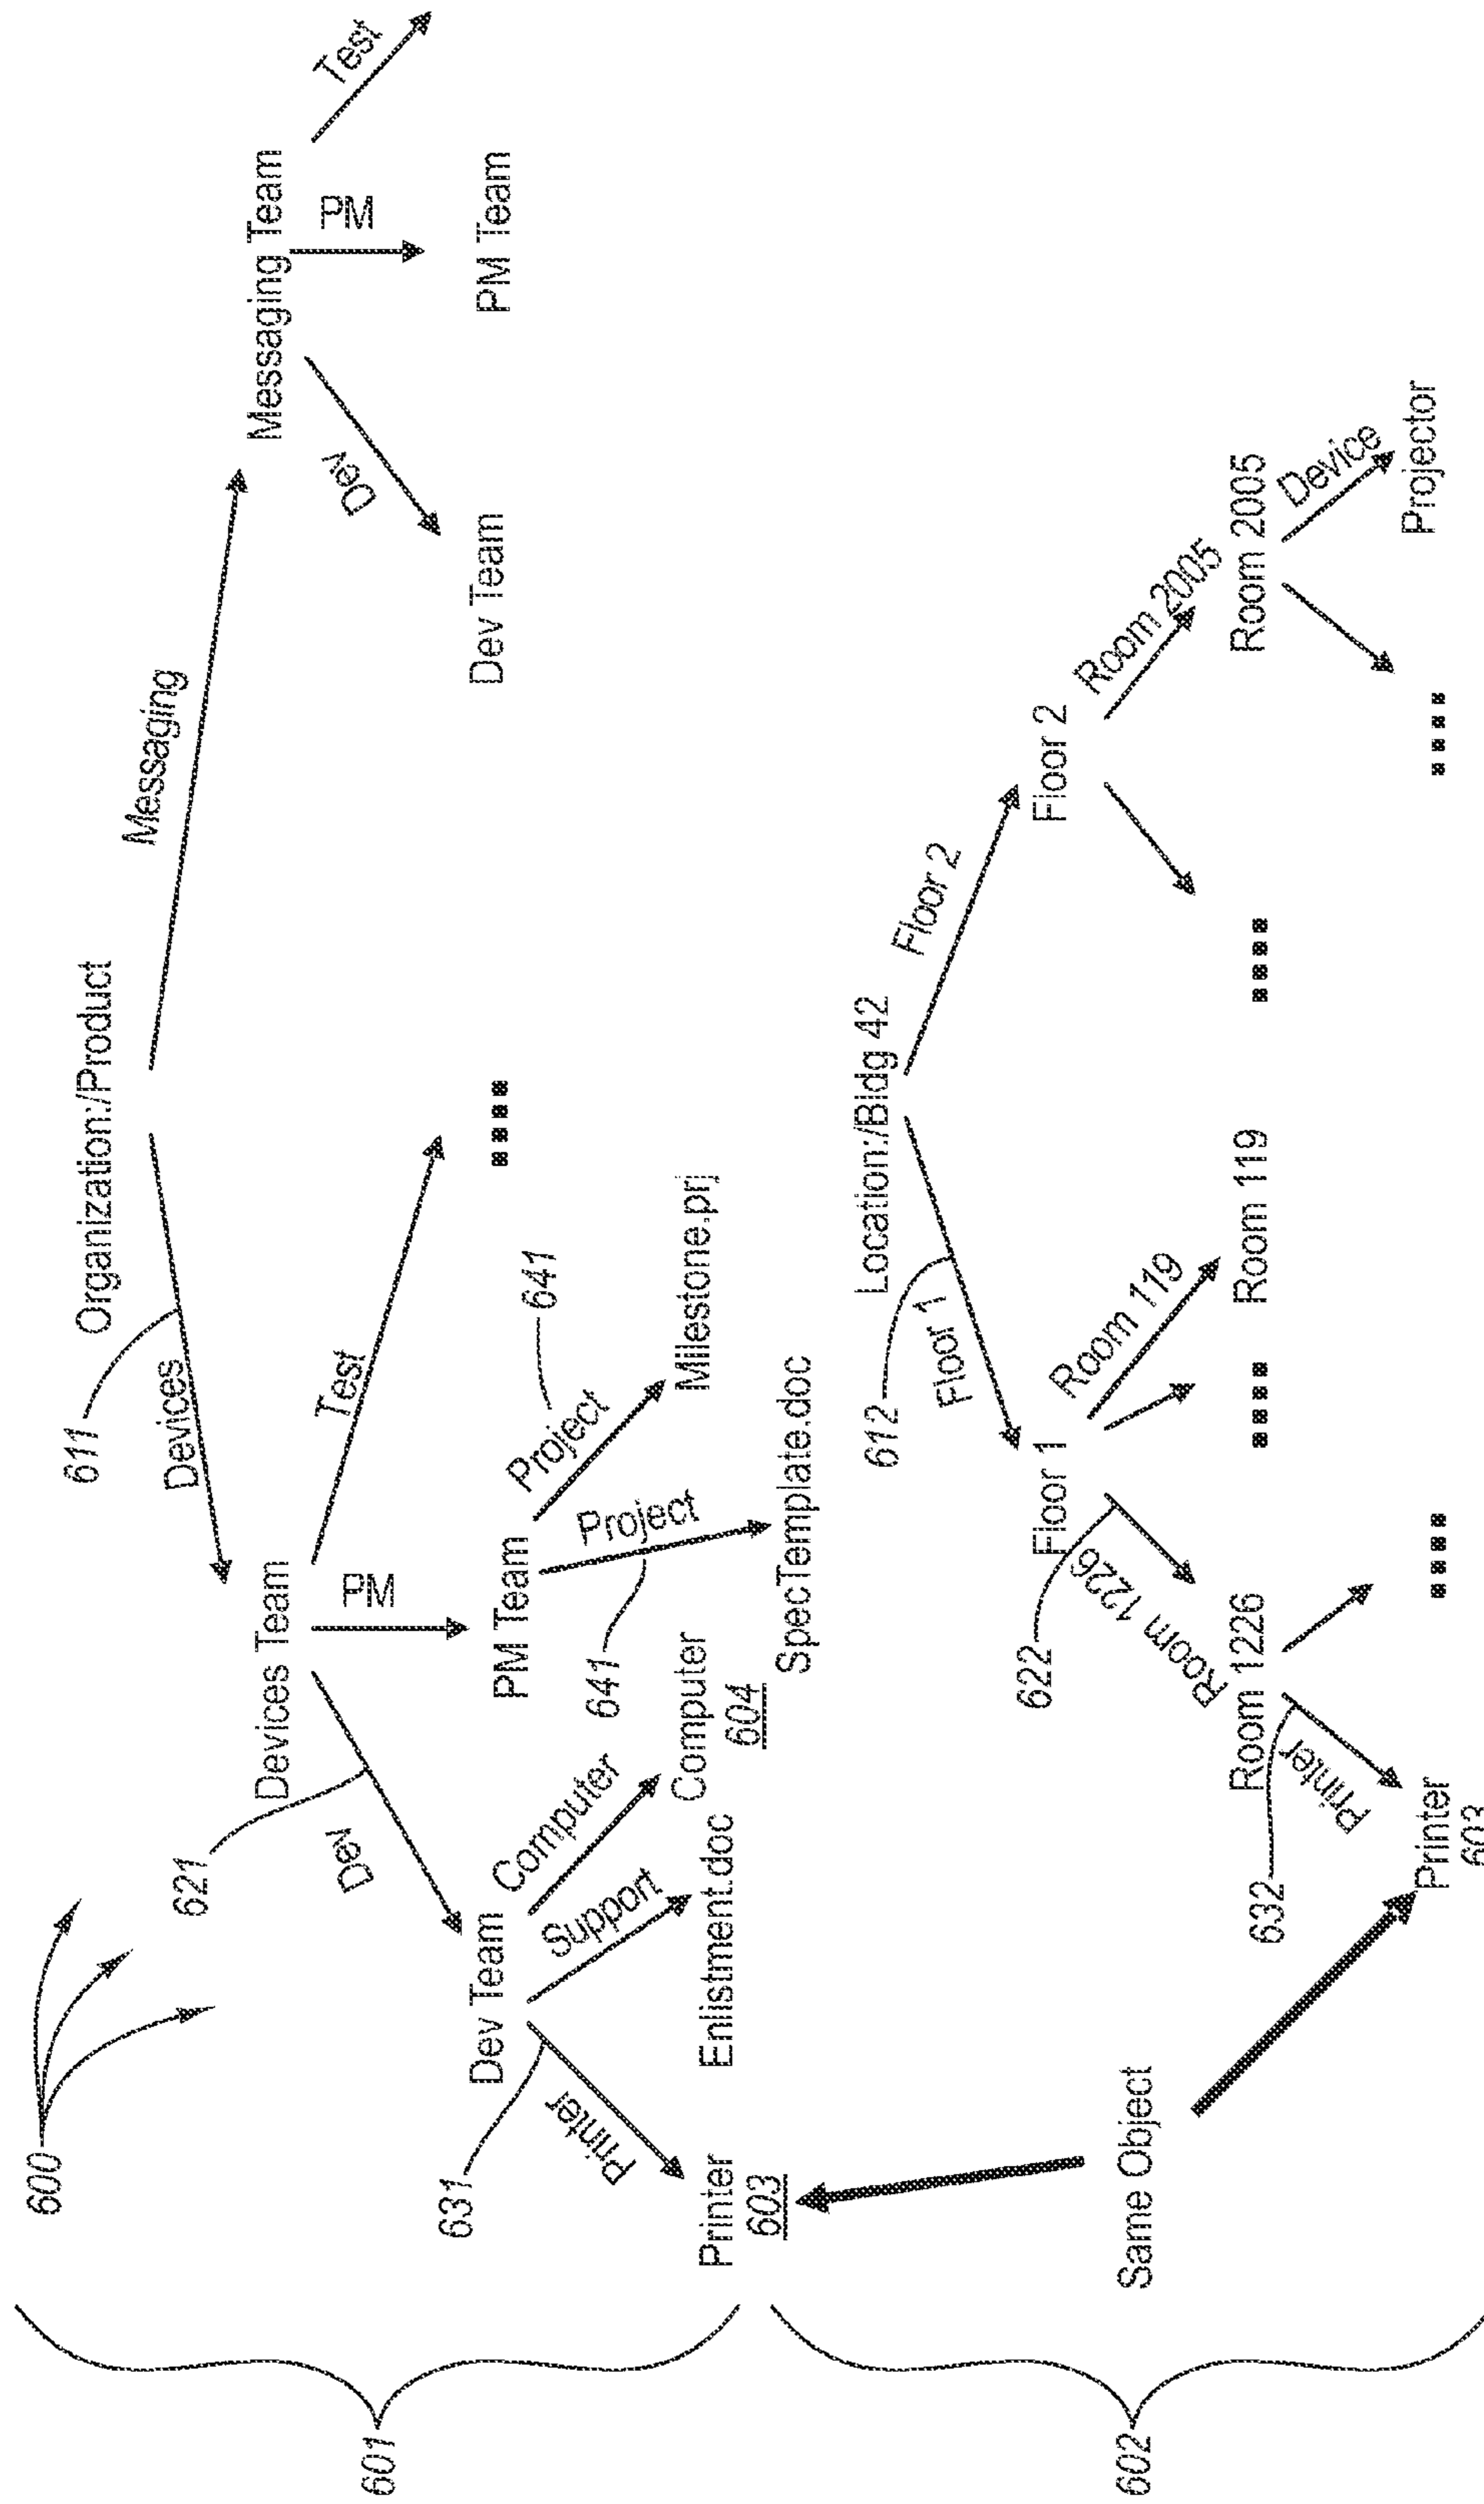 600
601
Organization:/Product
611
Devices
Messaging
Devices Team
Messaging Team
621
Dev
PM
Test
Dev
PM
Test
Dev Team
PM Team
Dev Team
PM Team
631
Printer
Support
Computer
Project
641
Project
641
Printer
603
Enlistment.doc
Computer
604
Milestone.prj
SpecTemplate.doc
602
Location:/Bldg 42
612
Floor 1
Floor 2
Floor 1
Floor 2
622
Room 1226
Room 119
Room 2005
Same Object
Room 1226
Room 119
Room 2005
632
Printer
Device
Printer
603
Projector